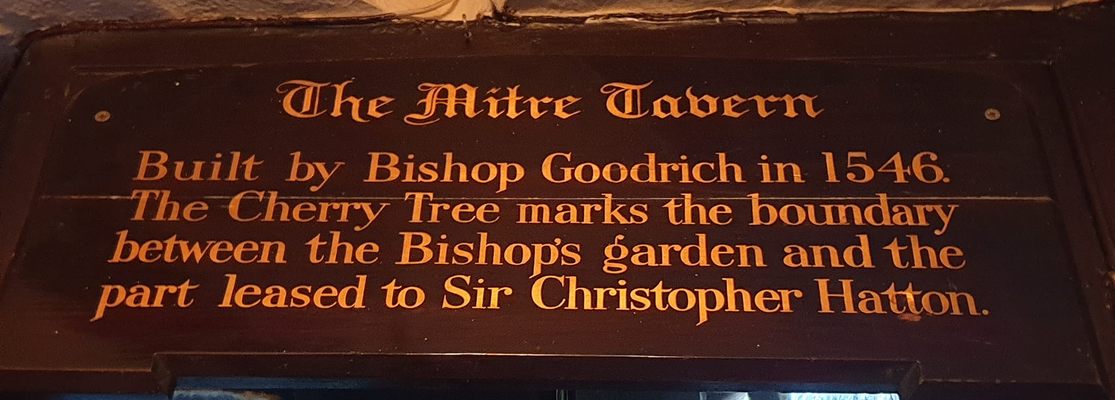 The Mitre Tavern
Built by Bishop Goodrich in 1546.
The Cherry Tree marks the boundary
between the Bishop's garden and the
part leased to Sir Christopher Hatton.